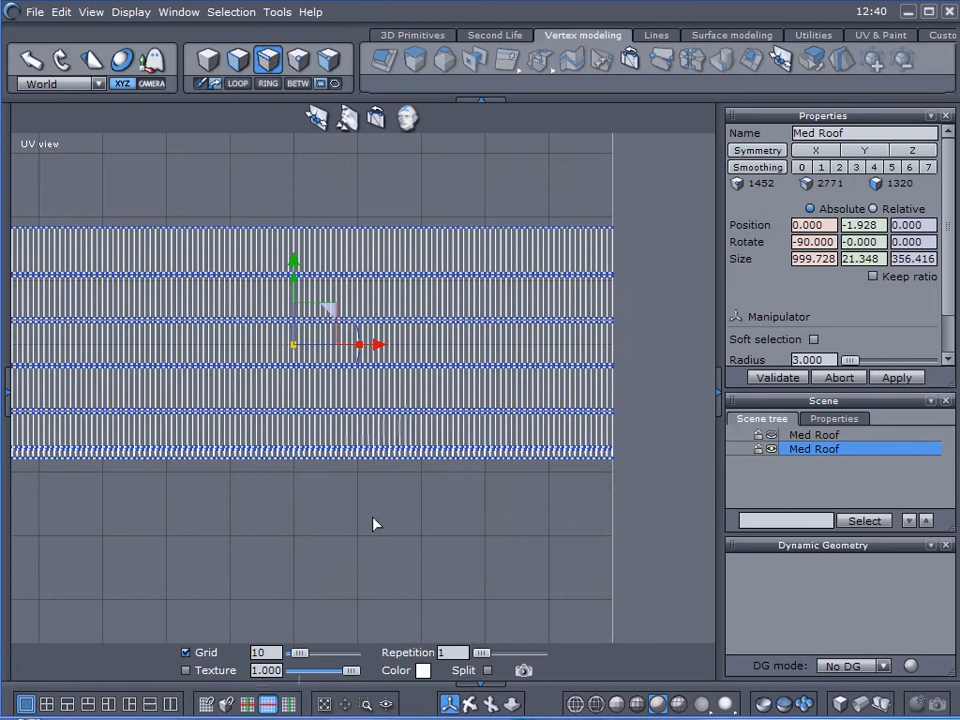 File Edit View Display Window Selection Tools Help 12:40
3D Primitives Second Life Vertex modeling Lines Surface modeling Utilities UV & Paint Custo
World XYZ CAMERA LOOP RING BETW
UV view
Properties
Name Med Roof
Symmetry X Y Z
Smoothing 0 1 2 3 4 5 6 7
1452 2771 1320
Absolute Relative
Position 0.000 -1.928 0.000
Rotate -90.000 -0.000 0.000
Size 999.728 21.348 356.416
Keep ratio
Manipulator
Soft selection
Radius 3.000
Validate Abort Apply
Scene
Scene tree Properties
Med Roof
Med Roof
Select
Dynamic Geometry
DG mode: No DG
Grid 10 Repetition 1
Texture 1.000 Color Split